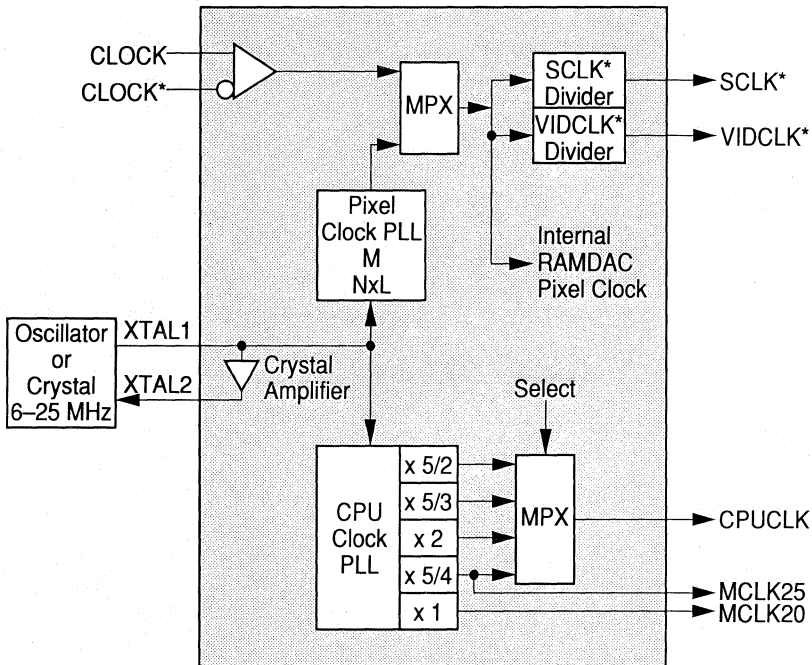 CLOCK
CLOCK*
MPX
SCLK*
Divider
VIDCLK*
Divider
SCLK*
VIDCLK*
Pixel
Clock PLL
M
NxL
Internal
RAMDAC
Pixel Clock
Oscillator
or
Crystal
6–25 MHz
XTAL1
XTAL2
Crystal
Amplifier
Select
CPU
Clock
PLL
x 5/2
x 5/3
x 2
x 5/4
x 1
MPX
CPUCLK
MCLK25
MCLK20